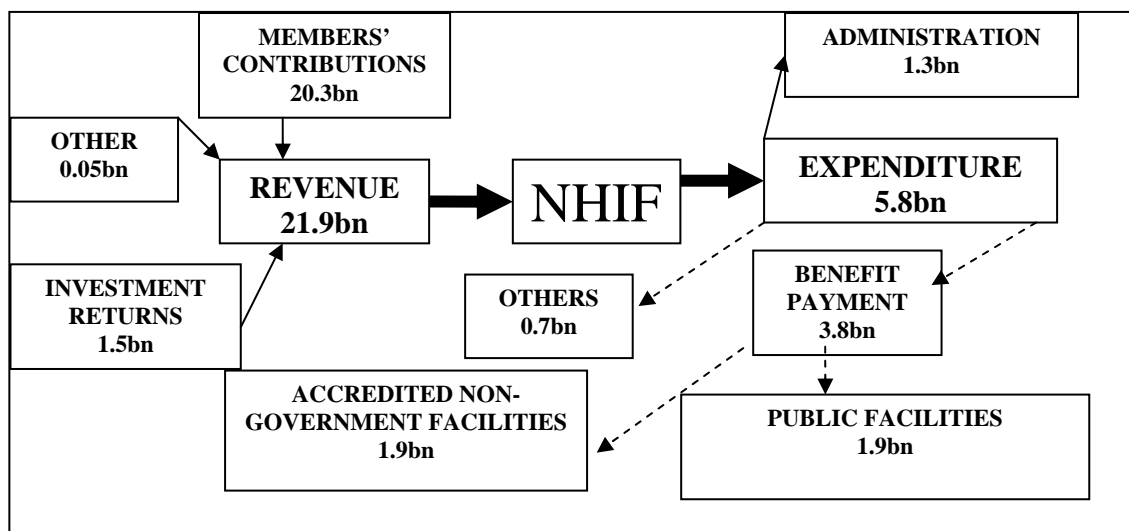 MEMBERS'
CONTRIBUTIONS
20.3bn
ADMINISTRATION
1.3bn
OTHER
0.05bn
REVENUE
21.9bn
NHIF
EXPENDITURE
5.8bn
INVESTMENT
RETURNS
1.5bn
OTHERS
0.7bn
BENEFIT
PAYMENT
3.8bn
ACCREDITED NON-
GOVERNMENT FACILITIES
1.9bn
PUBLIC FACILITIES
1.9bn